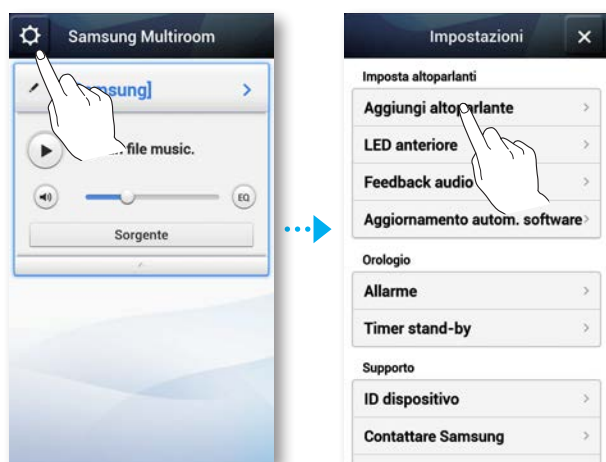 Samsung Multiroom
sung]
file music.
EQ
Sorgente
Impostazioni
Imposta altoparlanti
Aggiungi altoparlante
LED anteriore
Feedback audio
Aggiornamento autom. software
Orologio
Allarme
Timer stand-by
Supporto
ID dispositivo
Contattare Samsung